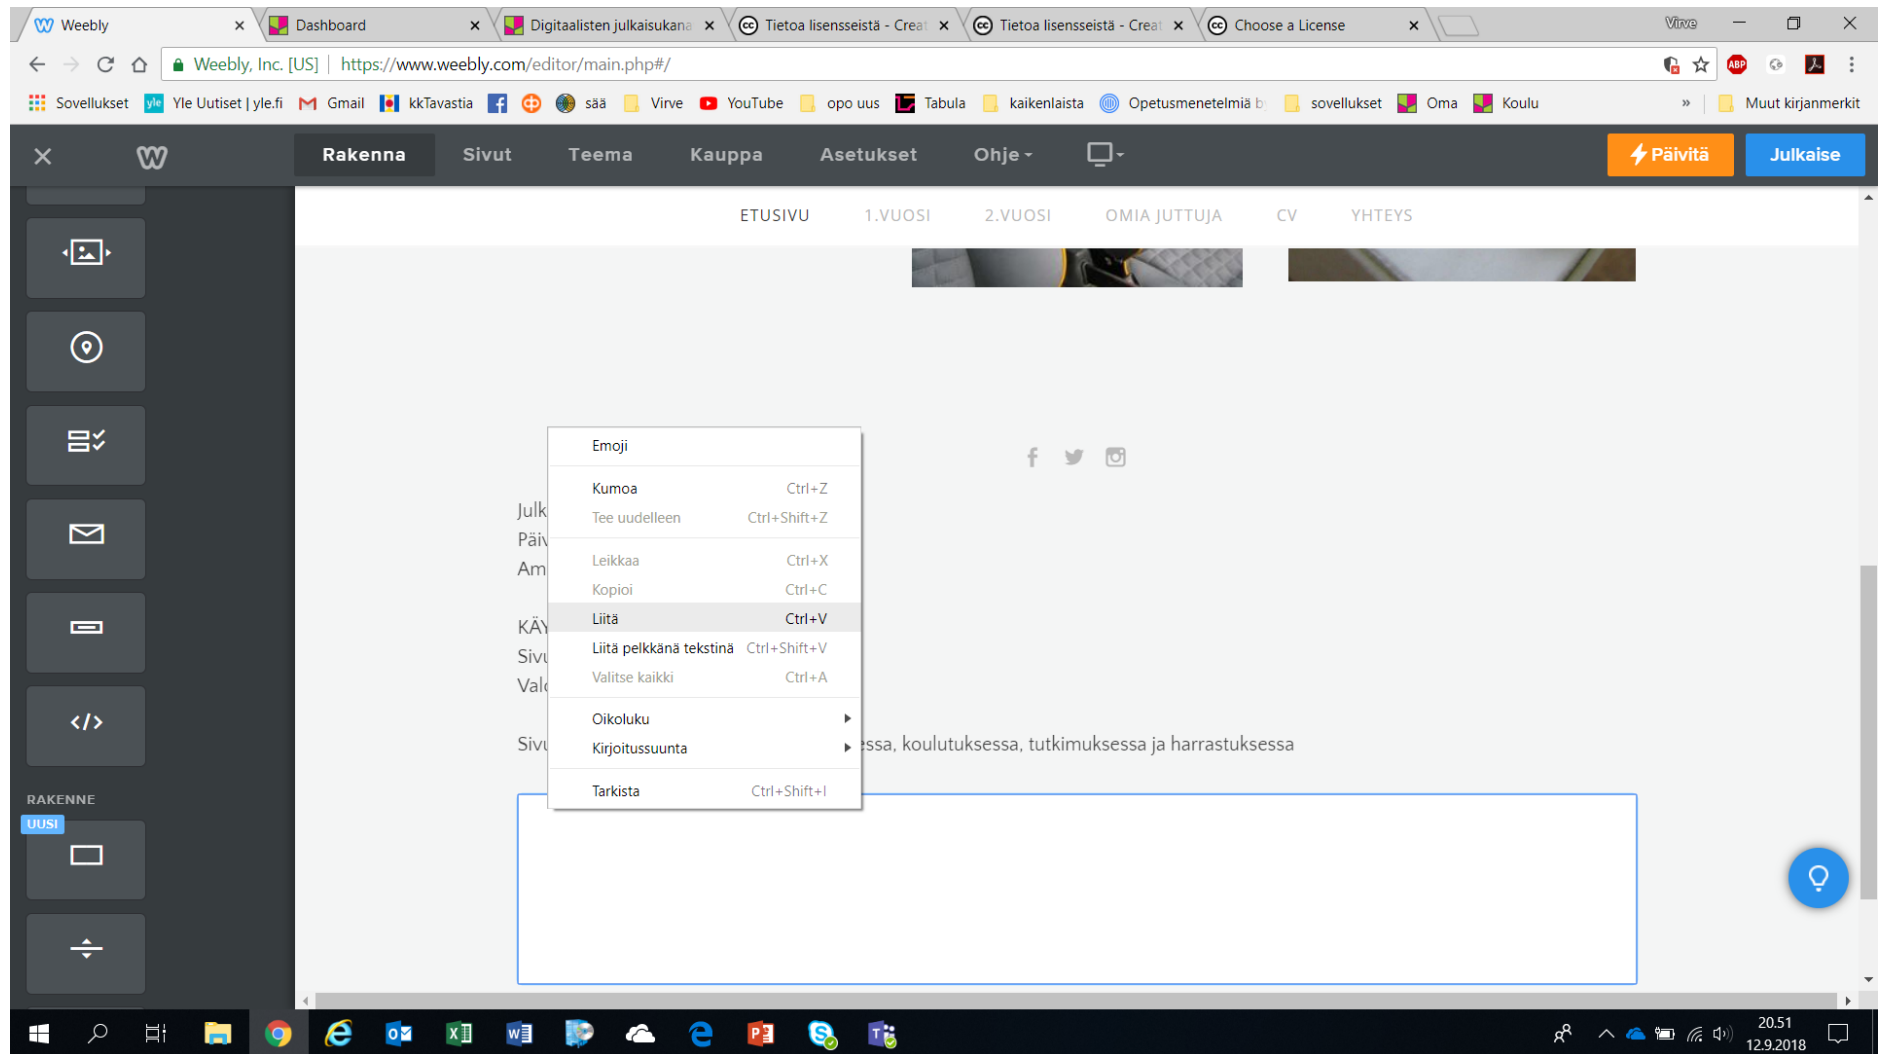 Weebly
Dashboard
Digitaalisten julkaisukana
Tietoa lisensseistä - Creat
Tietoa lisensseistä - Creat
Choose a License
Virve
Weebly, Inc. [US] | https://www.weebly.com/editor/main.php#/
ABP
Sovellukset
yle
Yle Uutiset | yle.fi
Gmail
kkTavastia
sää
Virve
YouTube
opo uus
Tabula
kaikenlaista
Opetusmenetelmiä b
sovellukset
Oma
Koulu
»
Muut kirjanmerkit
Rakenna
Sivut
Teema
Kauppa
Asetukset
Ohje
Päivitä
Julkaise
ETUSIVU
1.VUOSI
2.VUOSI
OMIA JUTTUJA
CV
YHTEYS
Emoji
Kumoa Ctrl+Z
Tee uudelleen Ctrl+Shift+Z
Leikkaa Ctrl+X
Kopioi Ctrl+C
Liitä Ctrl+V
Liitä pelkkänä tekstinä Ctrl+Shift+V
Valitse kaikki Ctrl+A
Oikoluku
Kirjoitussuunta
Tarkista Ctrl+Shift+I
Julk
Päiv
Am
KÄY
Sivu
Valo
Sivu essa, koulutuksessa, tutkimuksessa ja harrastuksessa
RAKENNE
UUSI
20.51
12.9.2018